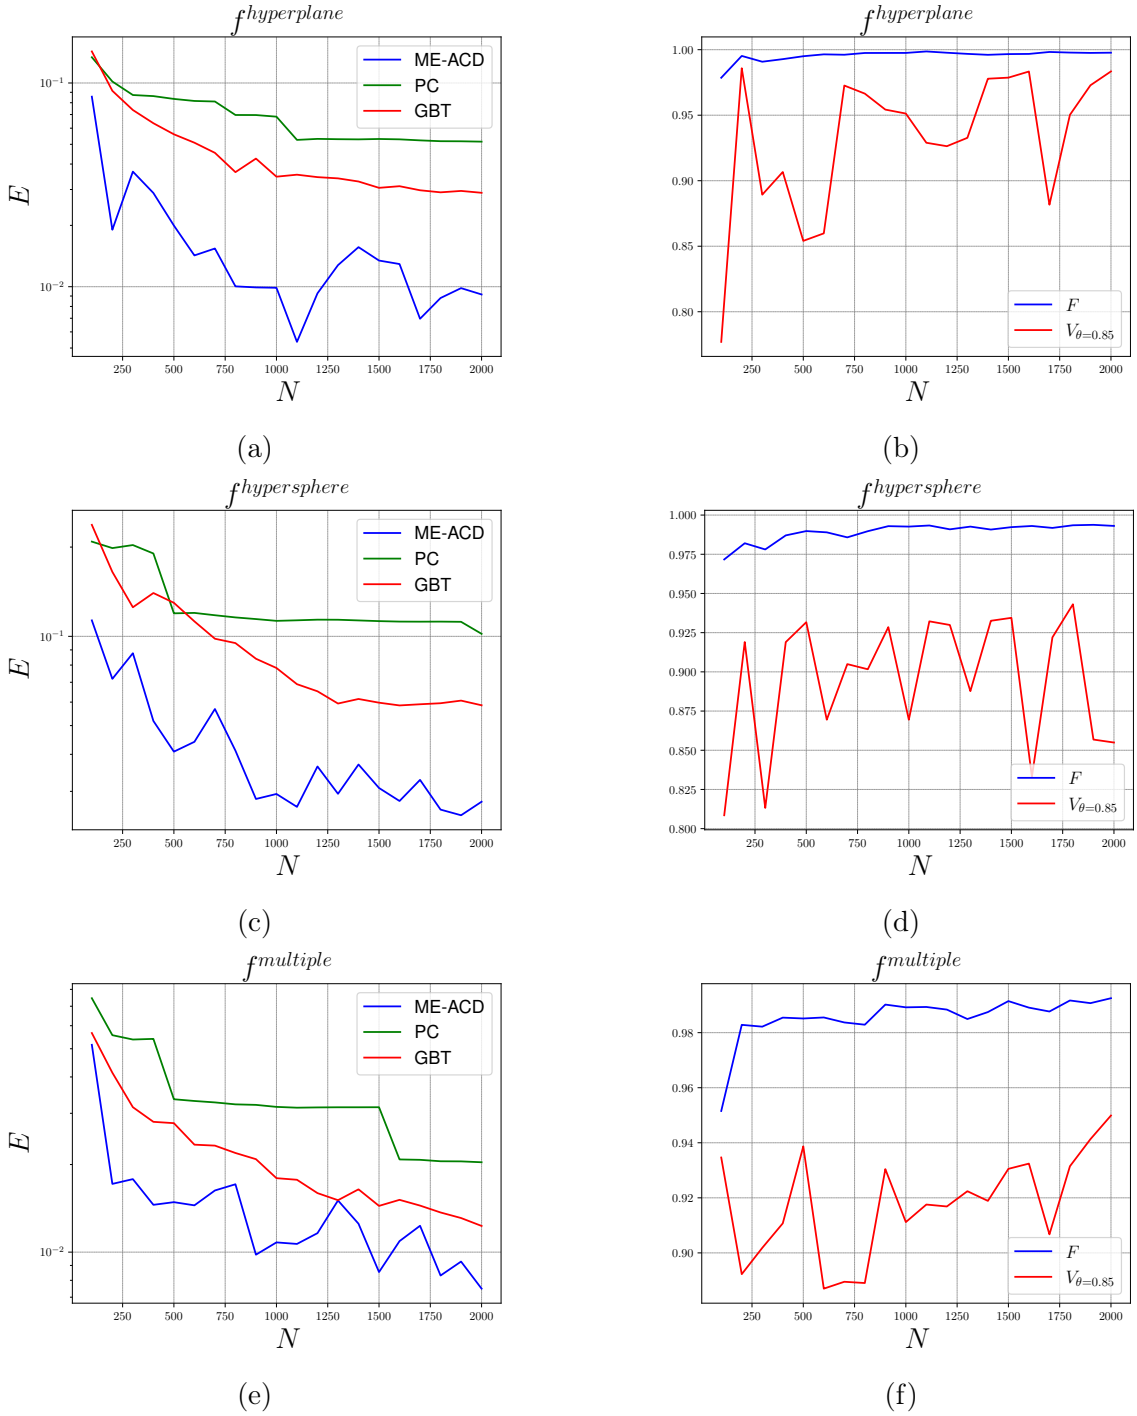 f^{hyperplane}
10^{-1}
10^{-2}
E
ME-ACD
PC
GBT
250 500 750 1000 1250 1500 1750 2000
N
(a)
f^{hyperplane}
1.00
0.95
0.90
0.85
0.80
F
V_{θ=0.85}
250 500 750 1000 1250 1500 1750 2000
N
(b)
f^{hypersphere}
10^{-1}
E
ME-ACD
PC
GBT
250 500 750 1000 1250 1500 1750 2000
N
(c)
f^{hypersphere}
1.000
0.975
0.950
0.925
0.900
0.875
0.850
0.825
0.800
F
V_{θ=0.85}
250 500 750 1000 1250 1500 1750 2000
N
(d)
f^{multiple}
10^{-2}
E
ME-ACD
PC
GBT
250 500 750 1000 1250 1500 1750 2000
N
(e)
f^{multiple}
0.98
0.96
0.94
0.92
0.90
F
V_{θ=0.85}
250 500 750 1000 1250 1500 1750 2000
N
(f)